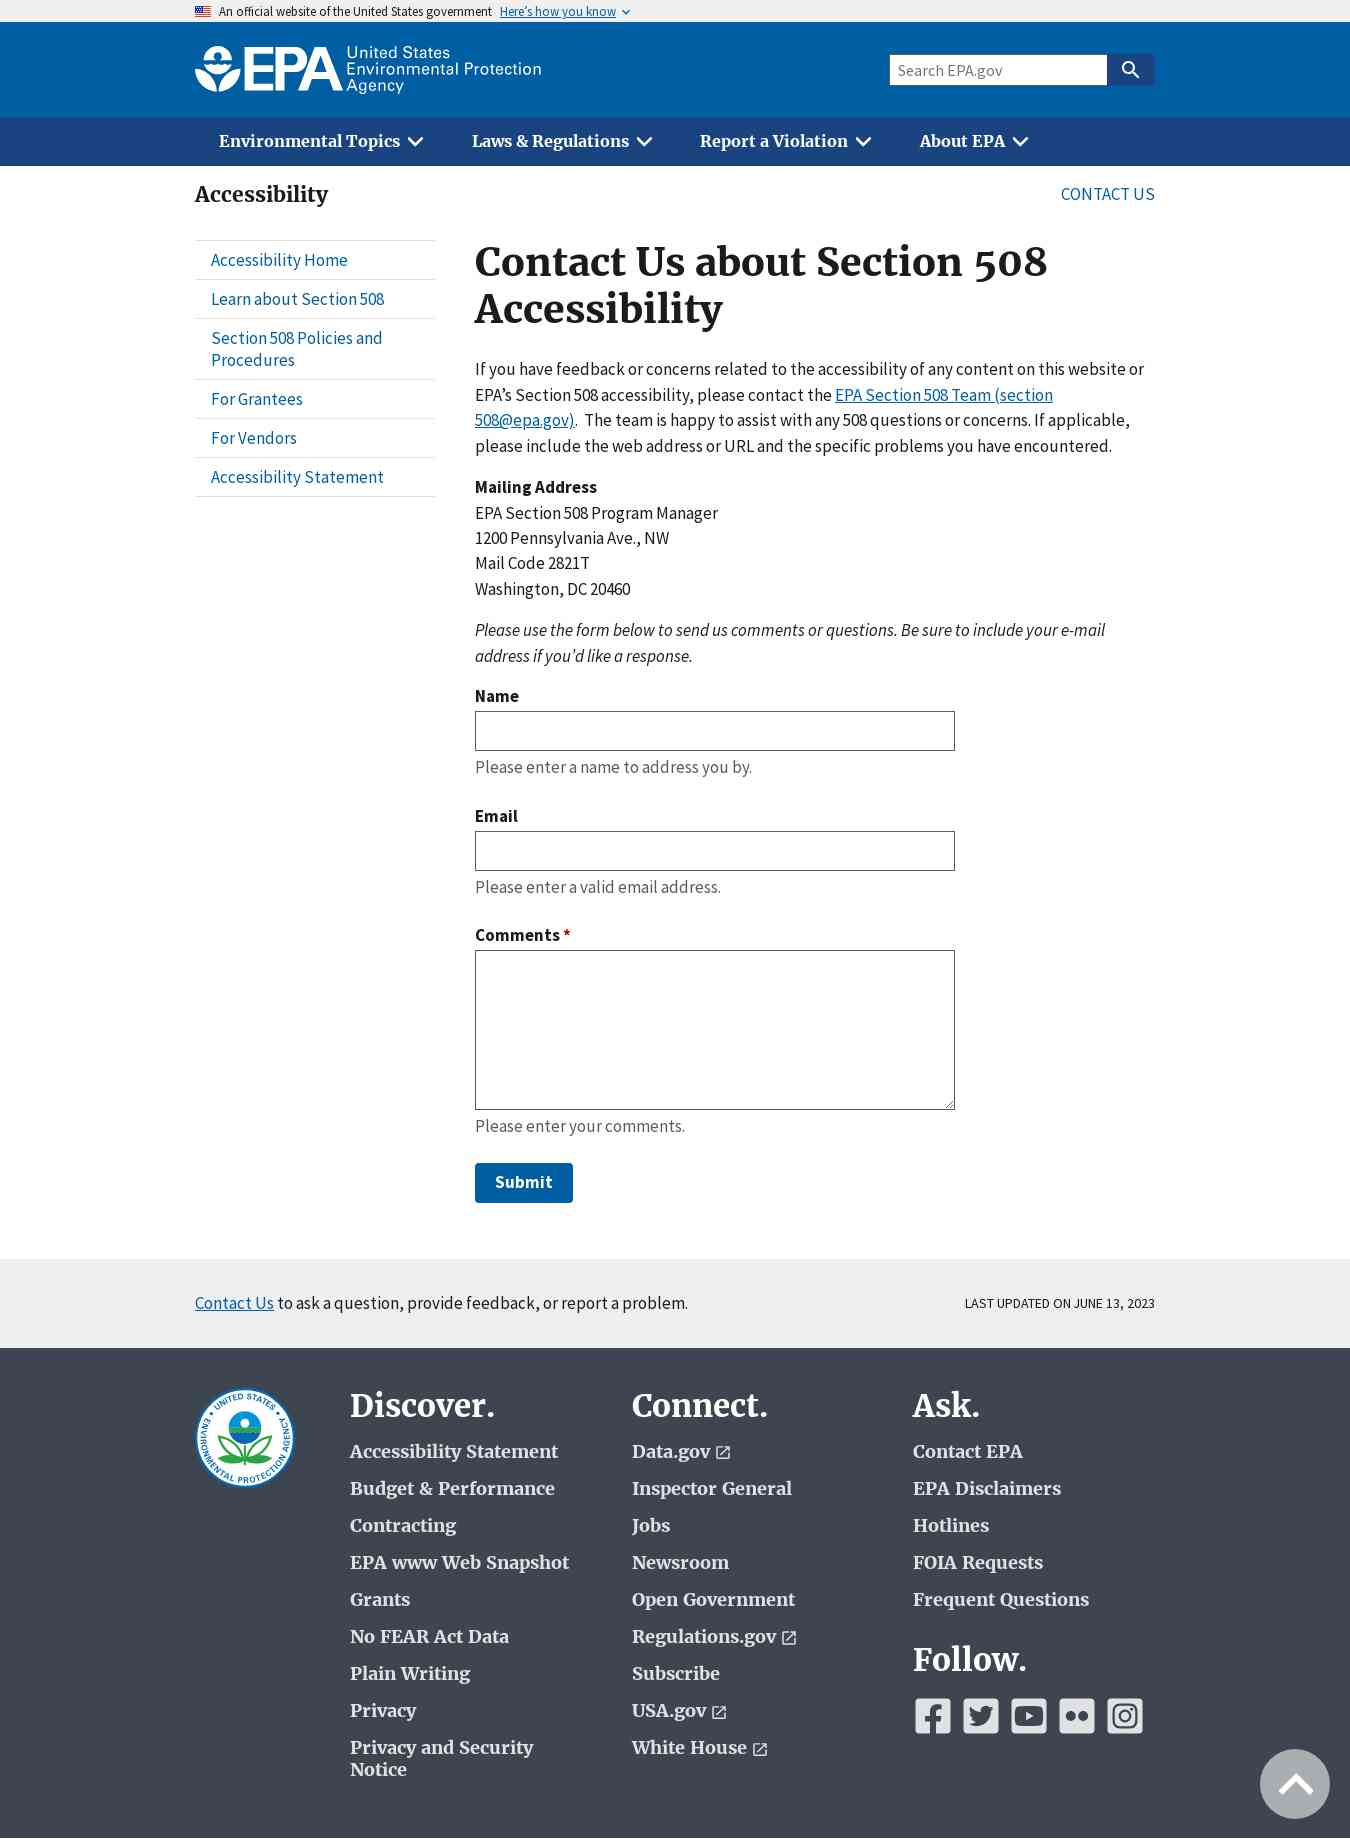 An official website of the United States government Here’s how you know
EPA United States
Environmental Protection
Agency
Search EPA.gov
Environmental Topics
Laws & Regulations
Report a Violation
About EPA
Accessibility
CONTACT US
Accessibility Home
Learn about Section 508
Section 508 Policies and
Procedures
For Grantees
For Vendors
Accessibility Statement
Contact Us about Section 508
Accessibility
If you have feedback or concerns related to the accessibility of any content on this website or
EPA’s Section 508 accessibility, please contact the EPA Section 508 Team (section
508@epa.gov).  The team is happy to assist with any 508 questions or concerns. If applicable,
please include the web address or URL and the specific problems you have encountered.
Mailing Address
EPA Section 508 Program Manager
1200 Pennsylvania Ave., NW
Mail Code 2821T
Washington, DC 20460
Please use the form below to send us comments or questions. Be sure to include your e-mail
address if you’d like a response.
Name
Please enter a name to address you by.
Email
Please enter a valid email address.
Comments *
Please enter your comments.
Submit
Contact Us to ask a question, provide feedback, or report a problem.
LAST UPDATED ON JUNE 13, 2023
UNITED STATES
ENVIRONMENTAL PROTECTION AGENCY
Discover.
Accessibility Statement
Budget & Performance
Contracting
EPA www Web Snapshot
Grants
No FEAR Act Data
Plain Writing
Privacy
Privacy and Security
Notice
Connect.
Data.gov
Inspector General
Jobs
Newsroom
Open Government
Regulations.gov
Subscribe
USA.gov
White House
Ask.
Contact EPA
EPA Disclaimers
Hotlines
FOIA Requests
Frequent Questions
Follow.